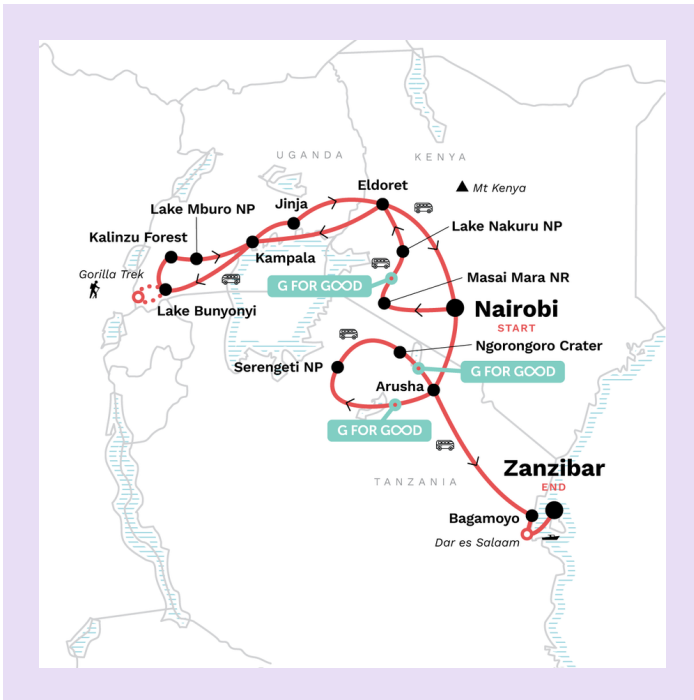 UGANDA
KENYA
Eldoret
Mt Kenya
Jinja
Lake Mburo NP
Lake Nakuru NP
Kalinzu Forest
Kampala
Gorilla Trek
G FOR GOOD
Masai Mara NR
Lake Bunyonyi
Nairobi
START
Ngorongoro Crater
Serengeti NP
G FOR GOOD
Arusha
G FOR GOOD
TANZANIA
Zanzibar
END
Bagamoyo
Dar es Salaam